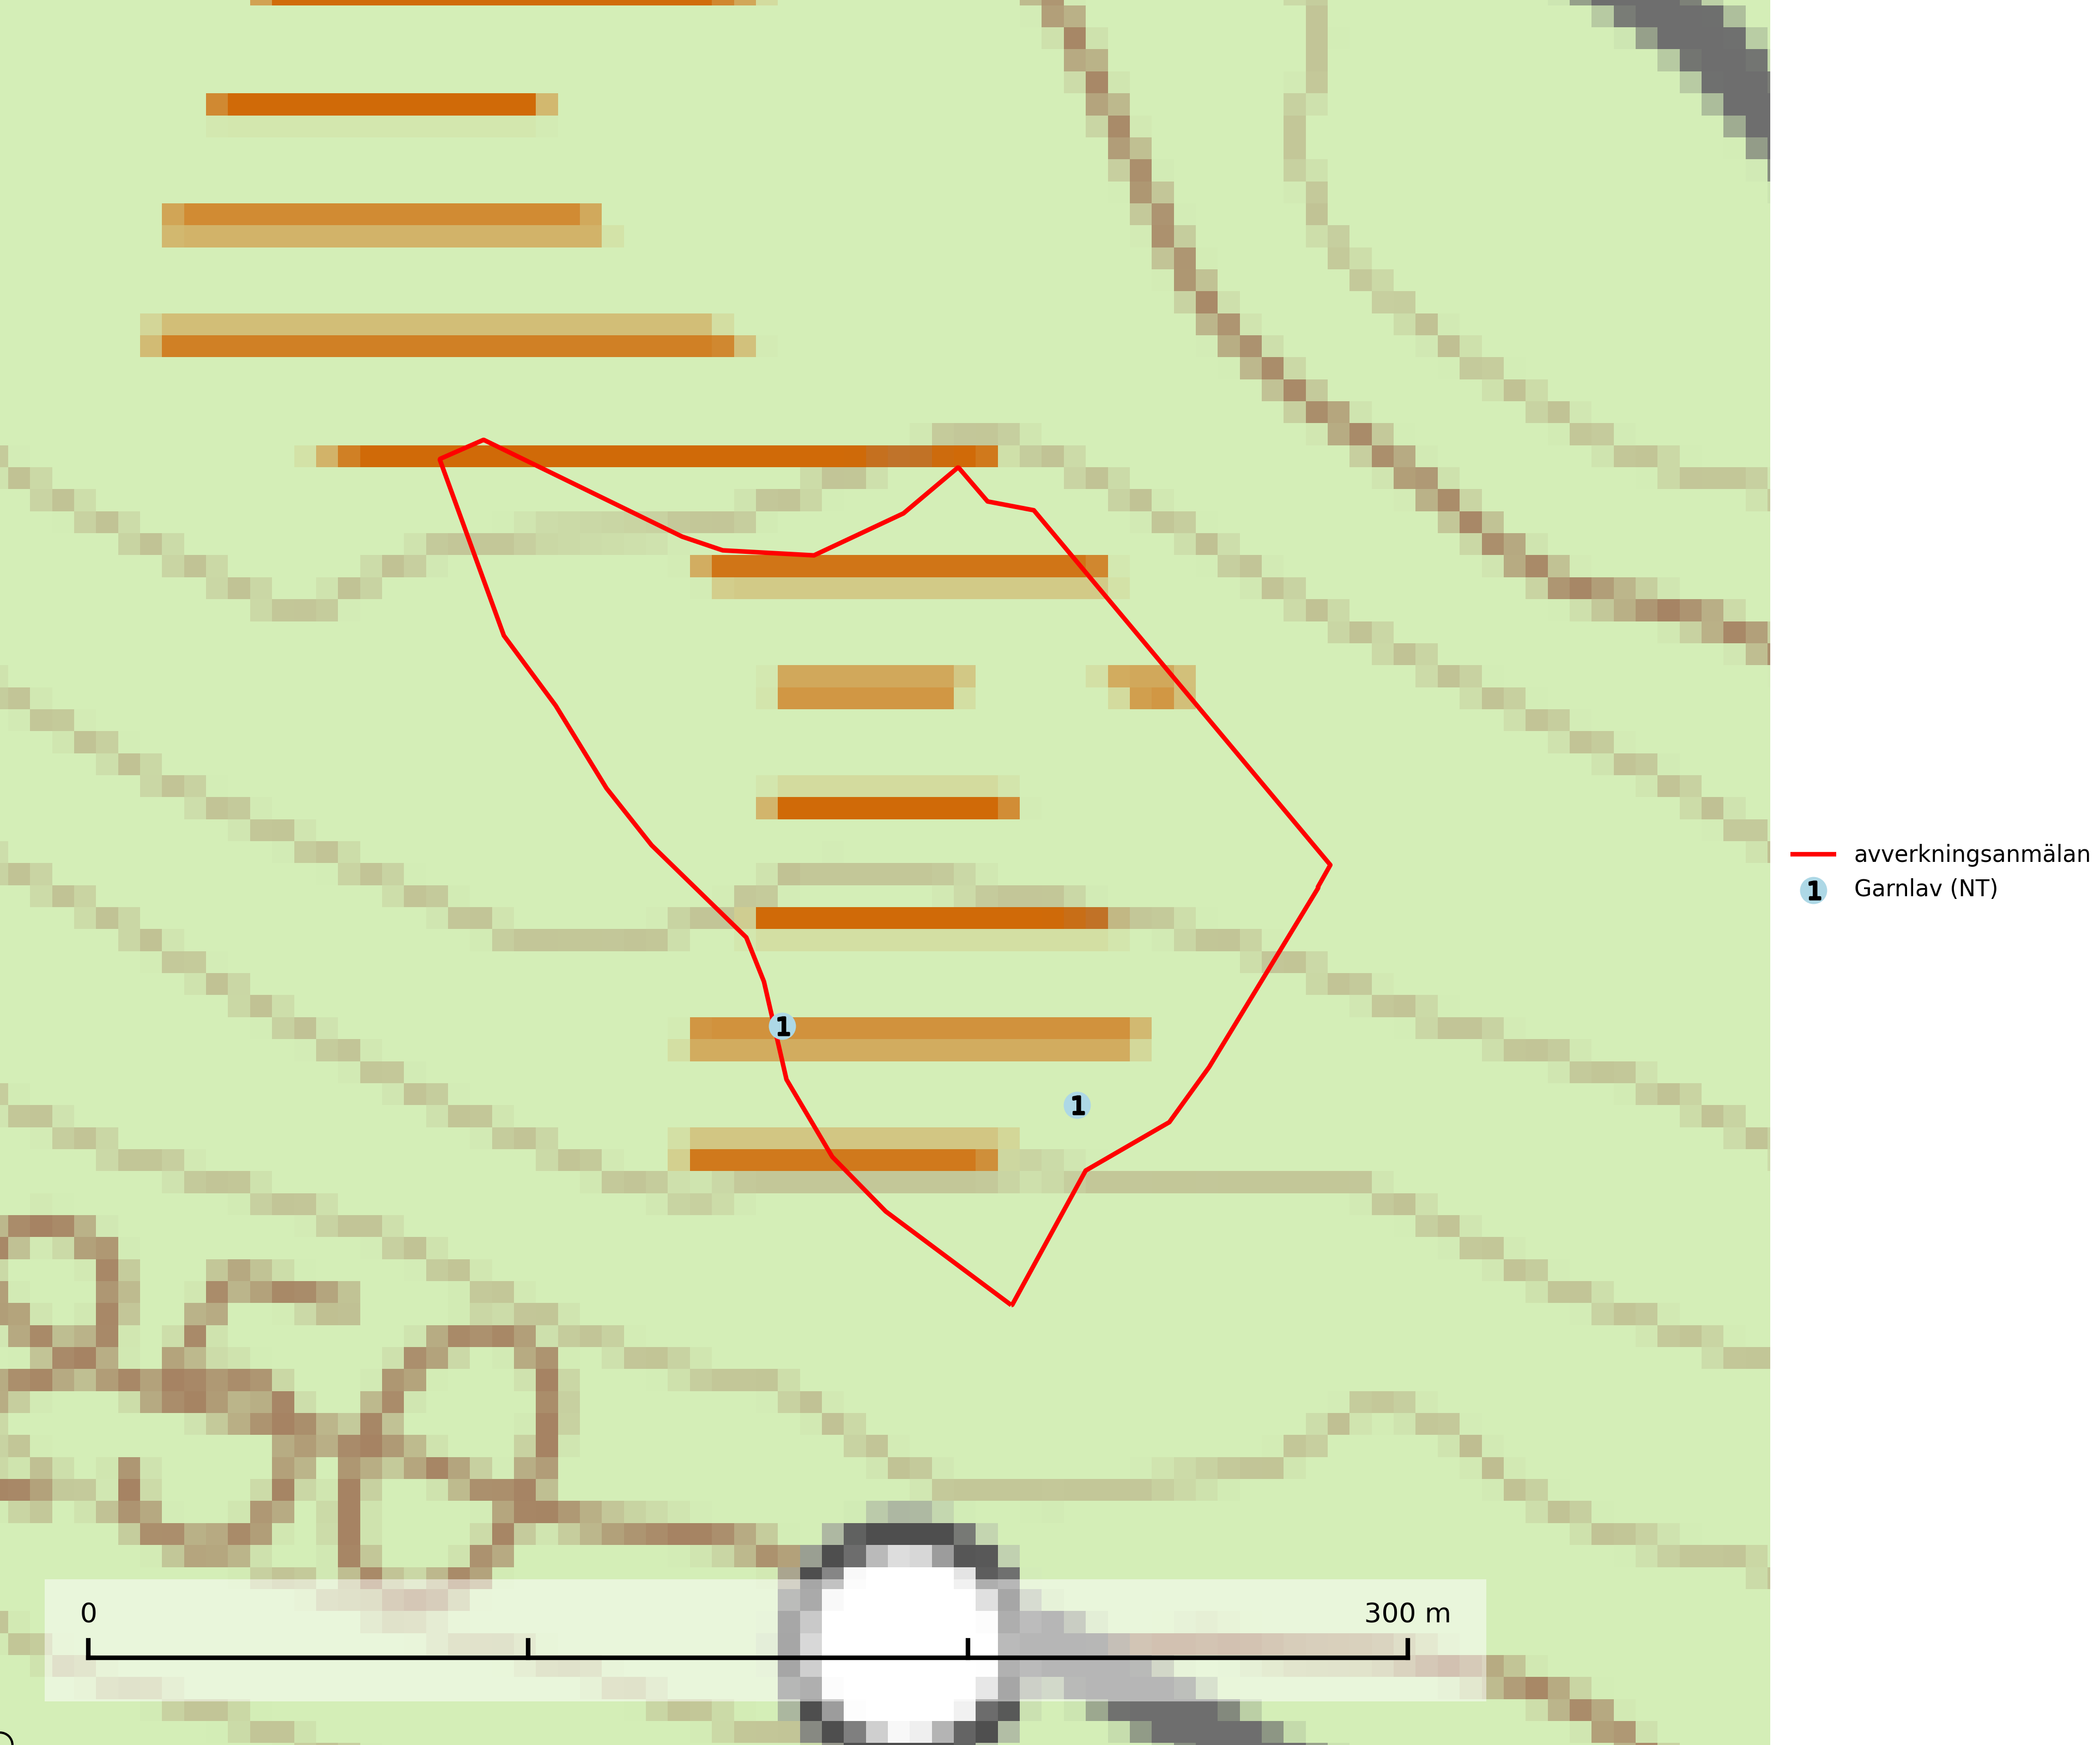 1
1
avverkningsanmälan
1 Garnlav (NT)
0 300 m